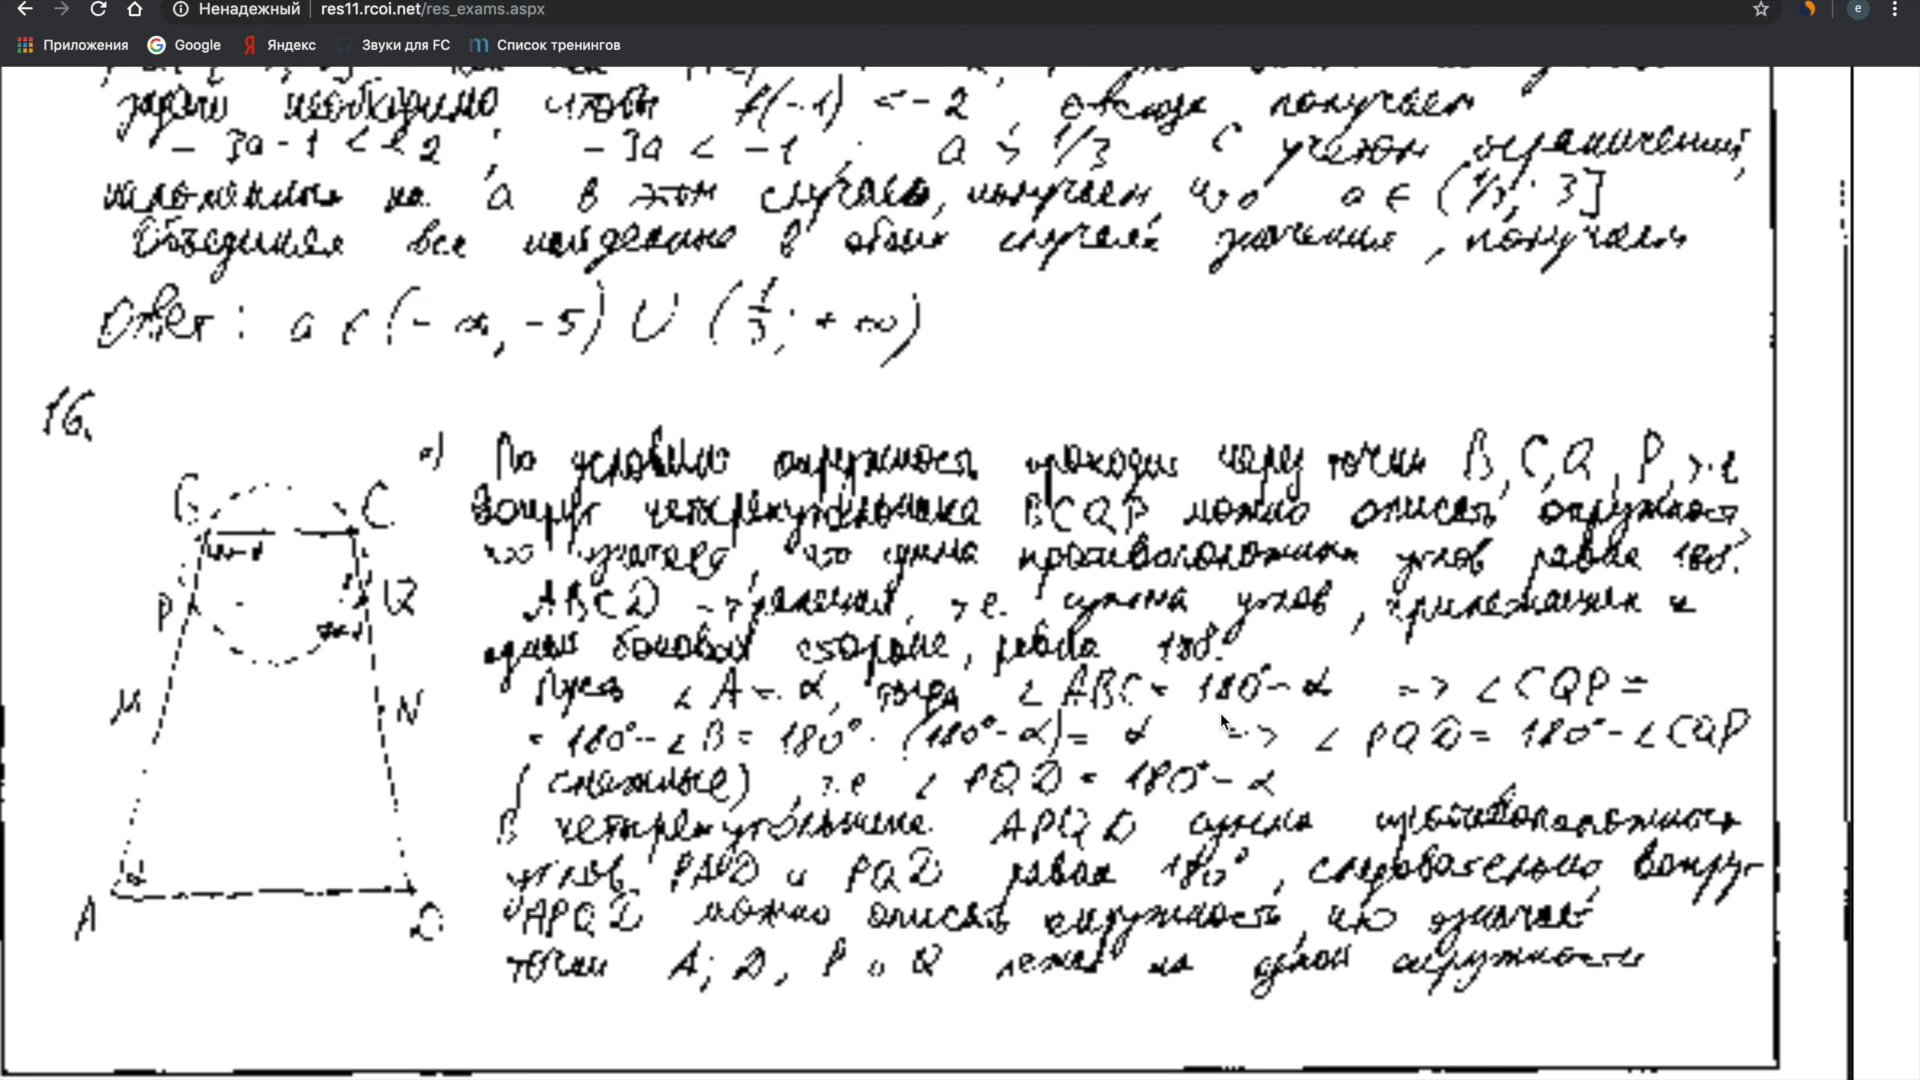 Ненадежный res11.rcoi.net/res_exams.aspx e
Приложения Google Яндекс Звуки для FC Список тренингов
задачи необходимо чтобы f(-1) < -2, откуда получаем
- 3a - 1 < -2; - 3a < -1; a > 1/3 С учетом ограничений,
наложенных на a в этом случае, получаем, что a ∈ (1/3; 3]
Объединяя все найденные в обоих случаях значения, получаем
Ответ: a ∈ (-∞, -5) ∪ (1/3; +∞)
16.
а) По условию окружность проходит через точки B, C, Q, P, т.е
вокруг четырехугольника BCQP можно описать окружность
что значит, что сумма противоположных углов равна 180°.
ABCD - трапеция, т.е. сумма углов, прилежащих к
одной боковой стороне, равна 180°.
Пусть ∠A = α, тогда ∠ABC = 180° - α => ∠CQP =
= 180° - ∠B = 180° - (180° - α) = α => ∠PQD = 180° - ∠CQP
(смежные), т.е ∠PQD = 180° - α
В четырехугольнике APQD сумма противоположных
углов PAD и PQD равна 180°, следовательно, вокруг
APQD можно описать окружность, что означает
точки A, D, P и Q лежат на одной окружности
C
P
Q
M
N
A
D